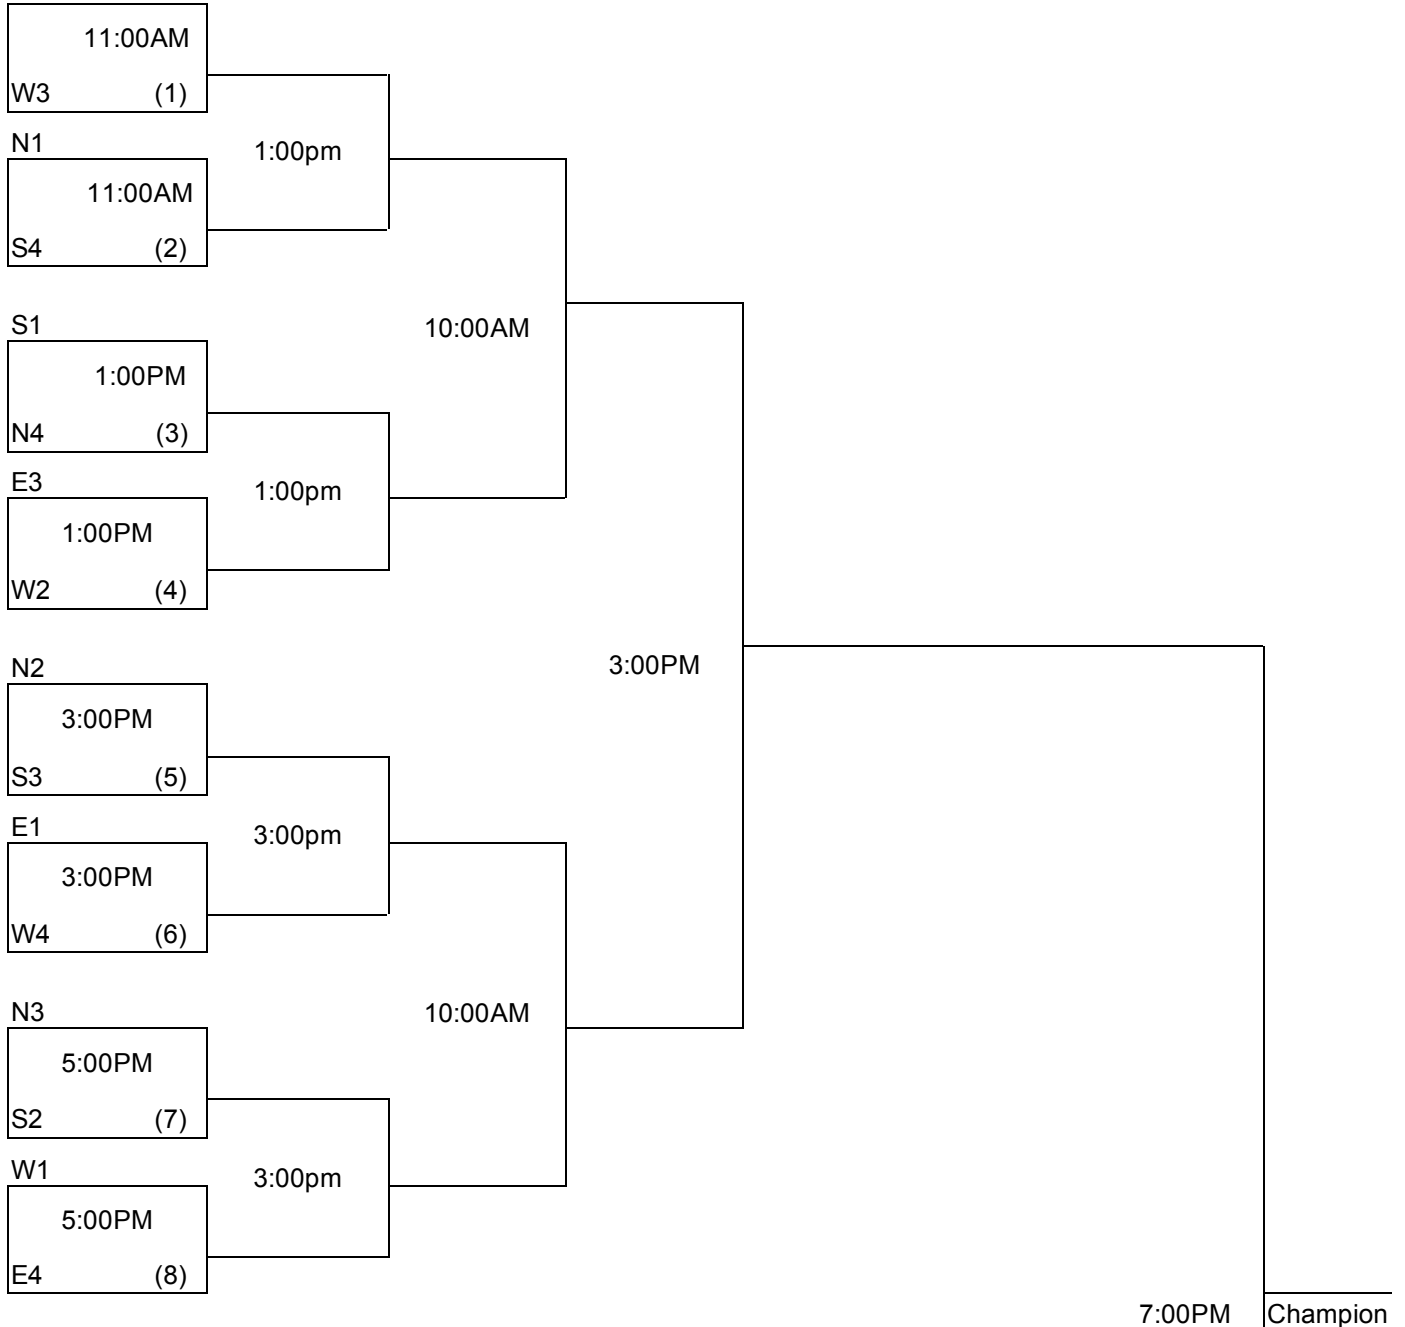 11:00AM
W3 (1)
N1
1:00pm
11:00AM
S4 (2)
S1
10:00AM
1:00PM
N4 (3)
E3
1:00pm
1:00PM
W2 (4)
N2
3:00PM
3:00PM
S3 (5)
E1
3:00pm
3:00PM
W4 (6)
N3
10:00AM
5:00PM
S2 (7)
W1
3:00pm
5:00PM
E4 (8)
7:00PM Champion